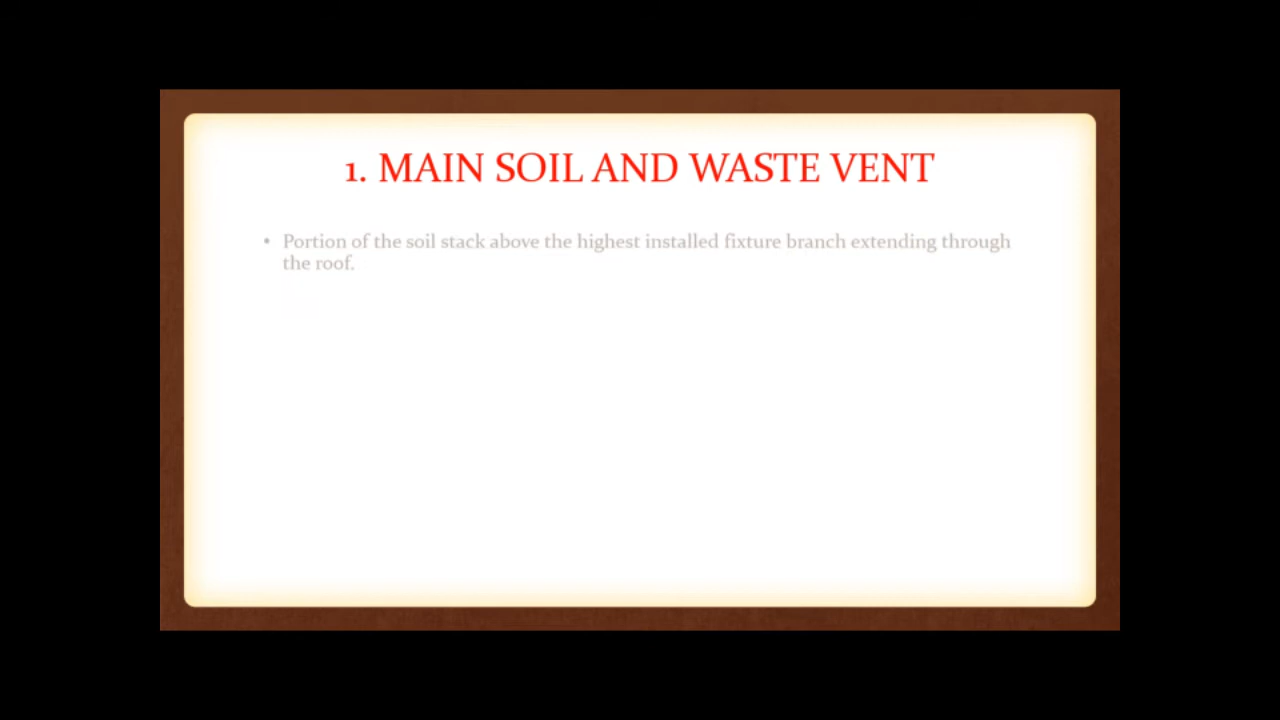 1. MAIN SOIL AND WASTE VENT
• Portion of the soil stack above the highest installed fixture branch extending through
the roof.